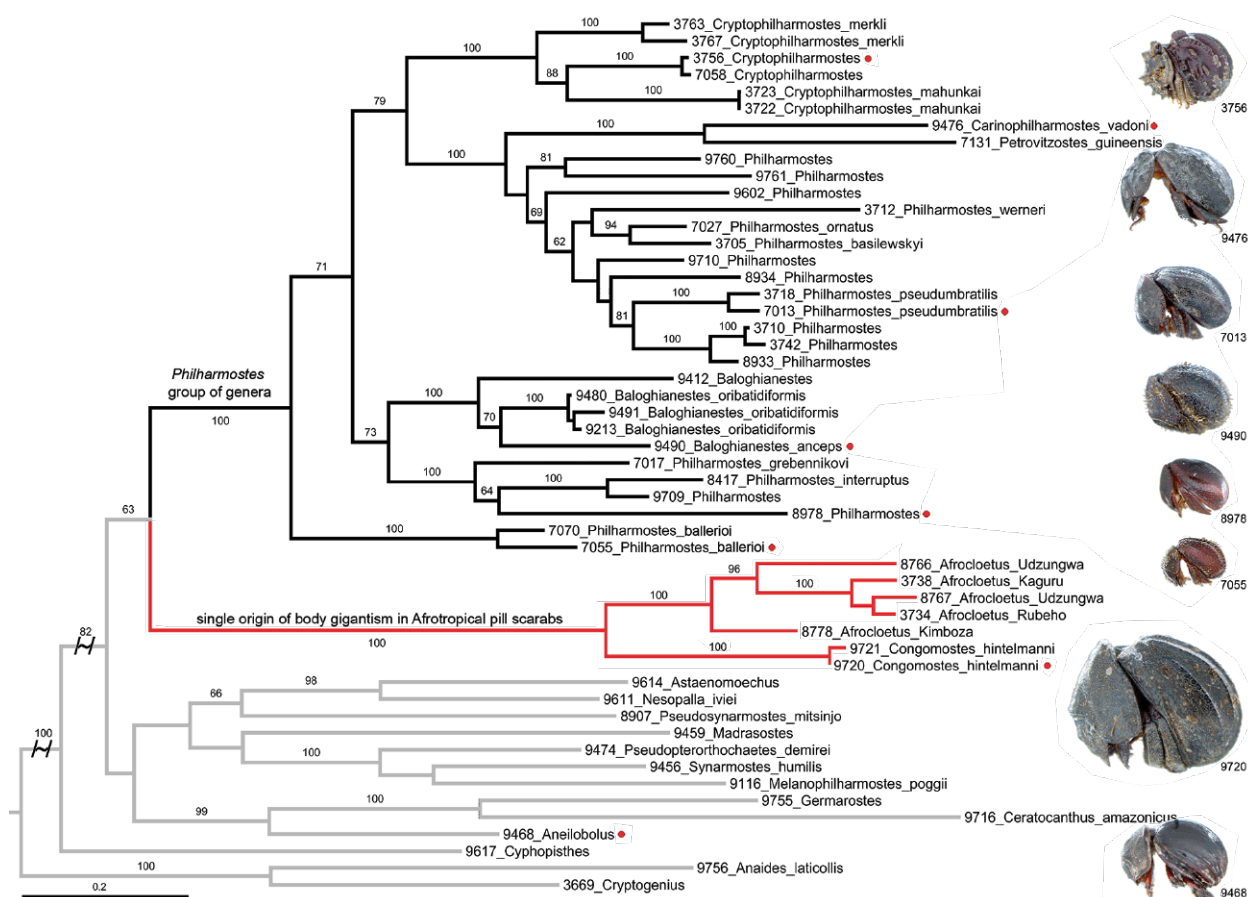 100
3763_Cryptophilharmostes_merkli
100
3767_Cryptophilharmostes_merkli
3756_Cryptophilharmostes
100
88
7058_Cryptophilharmostes
3723_Cryptophilharmostes_mahunkai
100
3722_Cryptophilharmostes_mahunkai
3756
79
9476_Carinophilharmostes_vadoni
100
7131_Petrovitzostes_guineensis
100
81
9760_Philharmostes
9761_Philharmostes
9602_Philharmostes
69
3712_Philharmostes_werneri
94
7027_Philharmostes_ornatus
62
3705_Philharmostes_basilewskyi
9476
9710_Philharmostes
71
8934_Philharmostes
100
3718_Philharmostes_pseudumbratilis
81
7013_Philharmostes_pseudumbratilis
100
3710_Philharmostes
100
3742_Philharmostes
8933_Philharmostes
7013
Philharmostes
group of genera
100
9412_Baloghianestes
100
9480_Baloghianestes_oribatidiformis
100
70
9491_Baloghianestes_oribatidiformis
9213_Baloghianestes_oribatidiformis
73
9490_Baloghianestes_anceps
9490
7017_Philharmostes_grebennikovi
100
8417_Philharmostes_interruptus
100
64
9709_Philharmostes
63
8978_Philharmostes
8978
7070_Philharmostes_ballerioi
100
7055_Philharmostes_ballerioi
7055
96
8766_Afrocloetus_Udzungwa
100
3738_Afrocloetus_Kaguru
100
8767_Afrocloetus_Udzungwa
single origin of body gigantism in Afrotropical pill scarabs
3734_Afrocloetus_Rubeho
100
8778_Afrocloetus_Kimboza
82
100
9721_Congomostes_hintelmanni
9720_Congomostes_hintelmanni
98
9614_Astaenomoechus
66
9611_Nesopalla_iviei
8907_Pseudosynarmostes_mitsinjo
100
9459_Madrasostes
100
9474_Pseudopterorthochaetes_demirei
9456_Synarmostes_humilis
9720
9116_Melanophilharmostes_poggii
100
9755_Germarostes
99
9716_Ceratocanthus_amazonicus
9468_Aneilobolus
9617_Cyphopisthes
100
9756_Anaides_laticollis
0.2
3669_Cryptogenius
9468